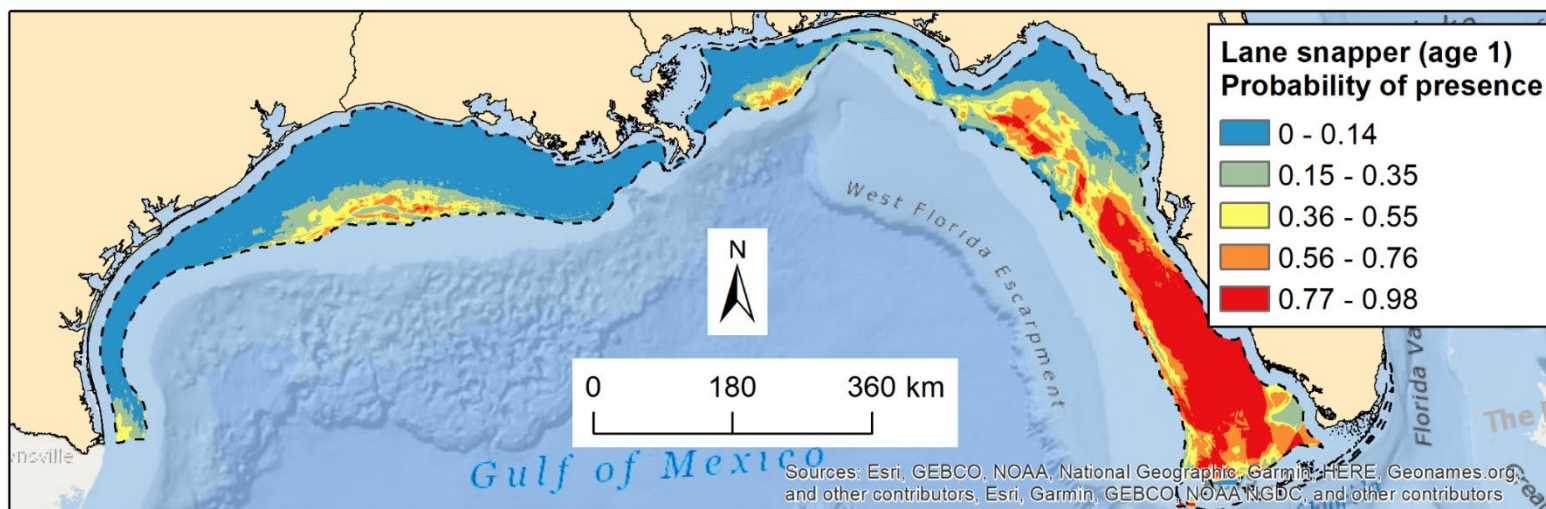 Lane snapper (age 1)
Probability of presence
0 - 0.14
0.15 - 0.35
0.36 - 0.55
0.56 - 0.76
0.77 - 0.98
West Florida Escarpment
N
0 180 360 km
Florida Va
The
wnsville
Gulf of Mexico
Sources: Esri, GEBCO, NOAA, National Geographic, Garmin, HERE, Geonames.org,
and other contributors, Esri, Garmin, GEBCO, NOAA NGDC, and other contributors